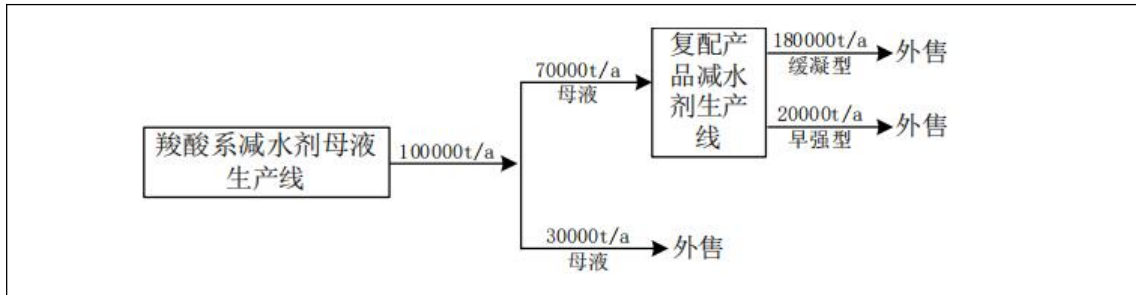 羧酸系减水剂母液
生产线
100000t/a
70000t/a
母液
复配产
品减水
剂生产
线
180000t/a
缓凝型
外售
20000t/a
早强型
外售
30000t/a
母液
外售